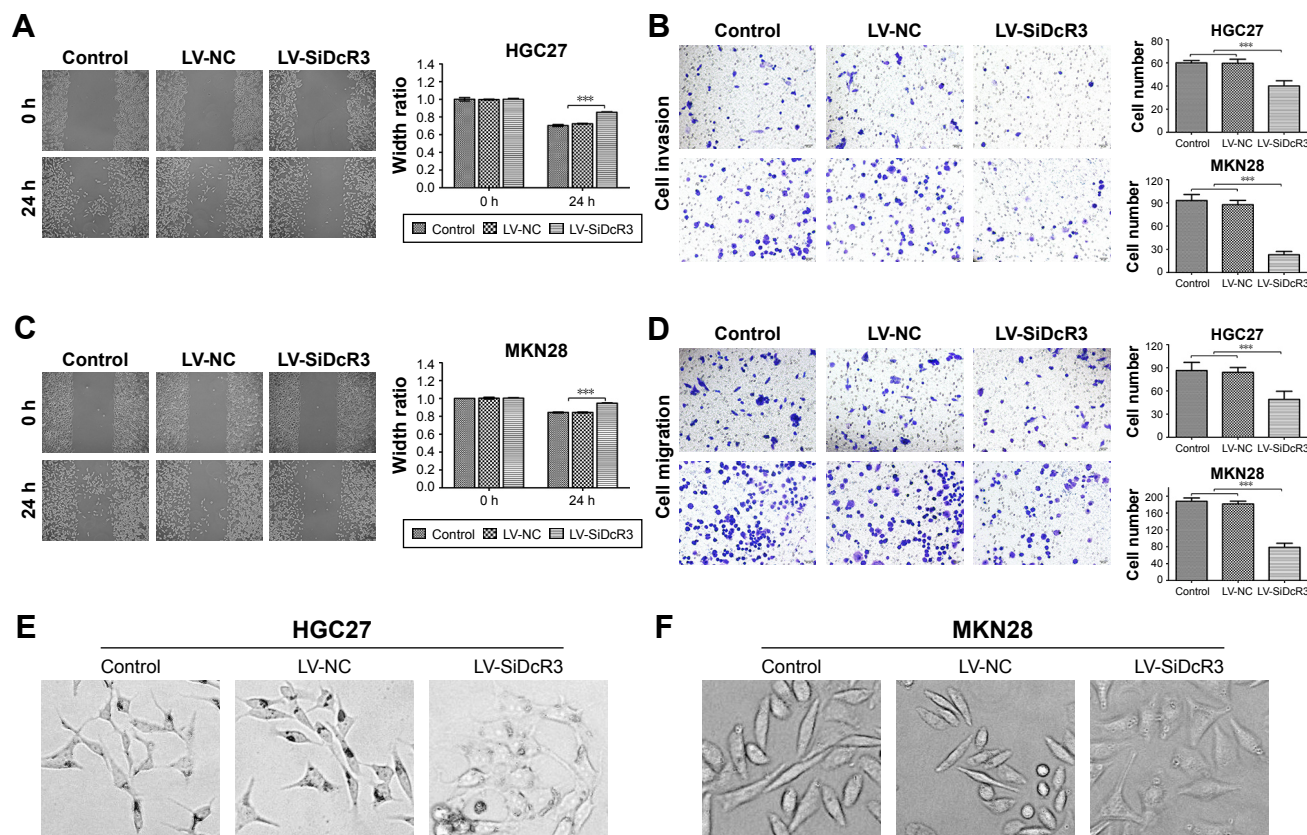 A
Control LV-NC LV-SiDcR3
0 h
24 h
HGC27
Width ratio
1.4
1.2
1.0
0.8
0.6
0.4
0.2
0.0
***
0 h 24 h
Control LV-NC LV-SiDcR3
B
Control LV-NC LV-SiDcR3
Cell invasion
HGC27
Cell number
80
60
40
20
0
***
Control LV-NC LV-SiDcR3
MKN28
Cell number
120
90
60
30
0
***
Control LV-NC LV-SiDcR3
C
Control LV-NC LV-SiDcR3
0 h
24 h
MKN28
Width ratio
1.4
1.2
1.0
0.8
0.6
0.4
0.2
0.0
***
0 h 24 h
Control LV-NC LV-SiDcR3
D
Control LV-NC LV-SiDcR3
Cell migration
HGC27
Cell number
120
90
60
30
0
***
Control LV-NC LV-SiDcR3
MKN28
Cell number
200
160
120
80
40
0
***
Control LV-NC LV-SiDcR3
E
HGC27
Control LV-NC LV-SiDcR3
F
MKN28
Control LV-NC LV-SiDcR3